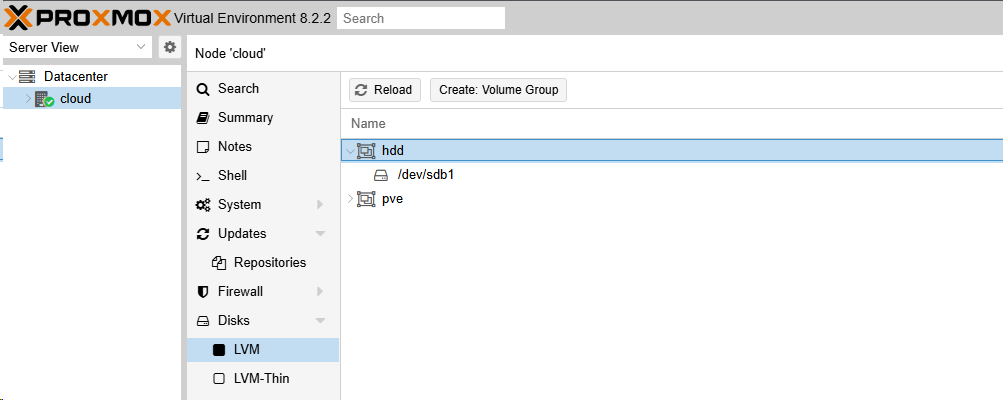 PROXMOX Virtual Environment 8.2.2 Search
Server View
Node 'cloud'
Datacenter
cloud
Search
Summary
Notes
Shell
System
Updates
Repositories
Firewall
Disks
LVM
LVM-Thin
Reload Create: Volume Group
Name
hdd
/dev/sdb1
pve